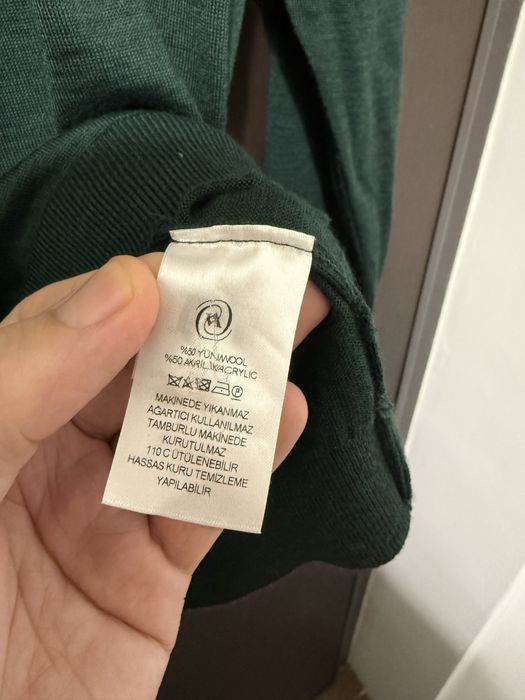 %50 YÜN/WOOL
%50 AKRİLİK/ACRYLIC
MAKİNEDE YIKANMAZ
AĞARTICI KULLANILMAZ
TAMBURLU MAKİNEDE
KURUTULMAZ
110 C ÜTÜLENEBİLİR
HASSAS KURU TEMİZLEME
YAPILABİLİR